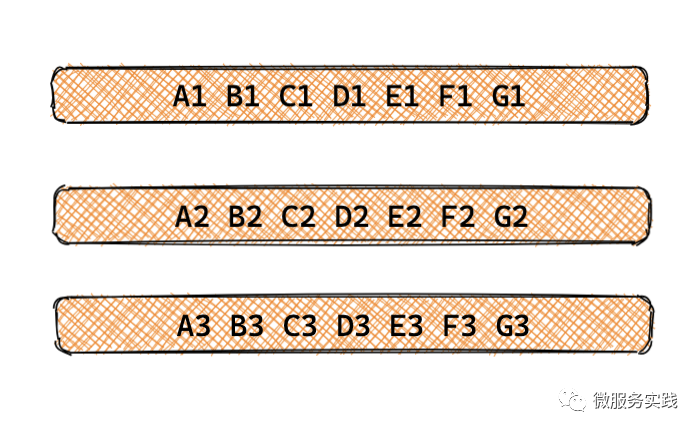 A1 B1 C1 D1 E1 F1 G1
A2 B2 C2 D2 E2 F2 G2
A3 B3 C3 D3 E3 F3 G3
微服务实践